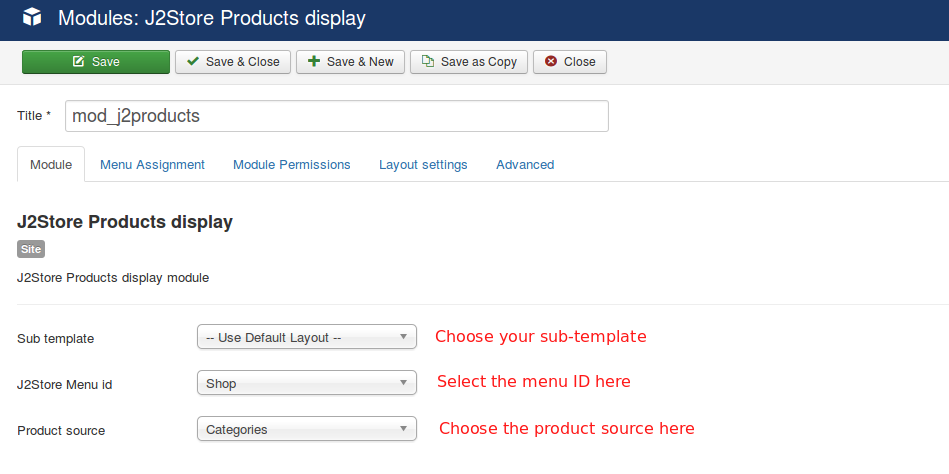 Modules: J2Store Products display
Save Save & Close Save & New Save as Copy Close
Title * mod_j2products
Module Menu Assignment Module Permissions Layout settings Advanced
J2Store Products display
Site
J2Store Products display module
Sub template -- Use Default Layout -- Choose your sub-template
J2Store Menu id Shop Select the menu ID here
Product source Categories Choose the product source here